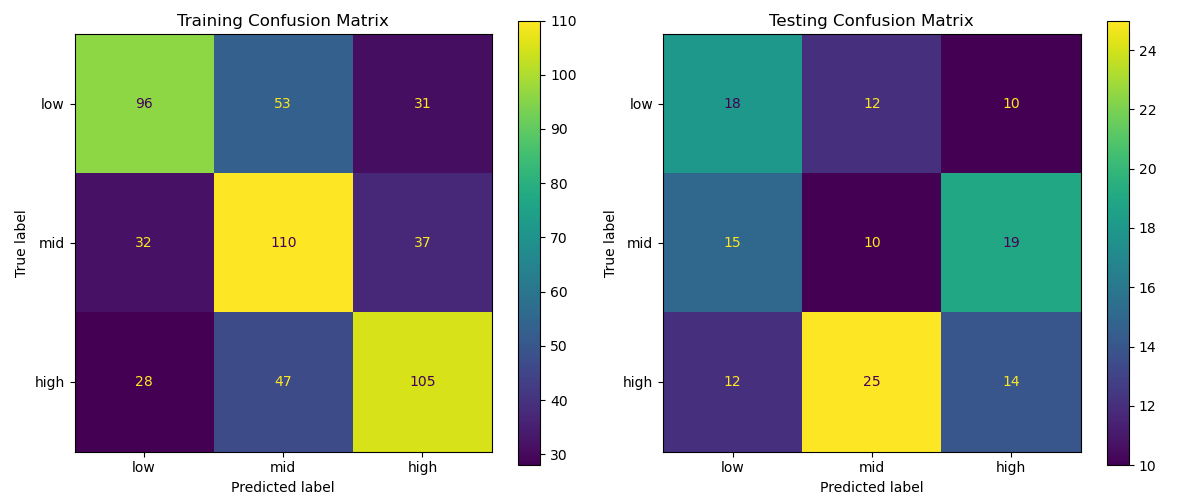 Training Confusion Matrix
True label
low
mid
high
96 53 31
32 110 37
28 47 105
low mid high
Predicted label
110
100
90
80
70
60
50
40
30
Testing Confusion Matrix
True label
low
mid
high
18 12 10
15 10 19
12 25 14
low mid high
Predicted label
24
22
20
18
16
14
12
10